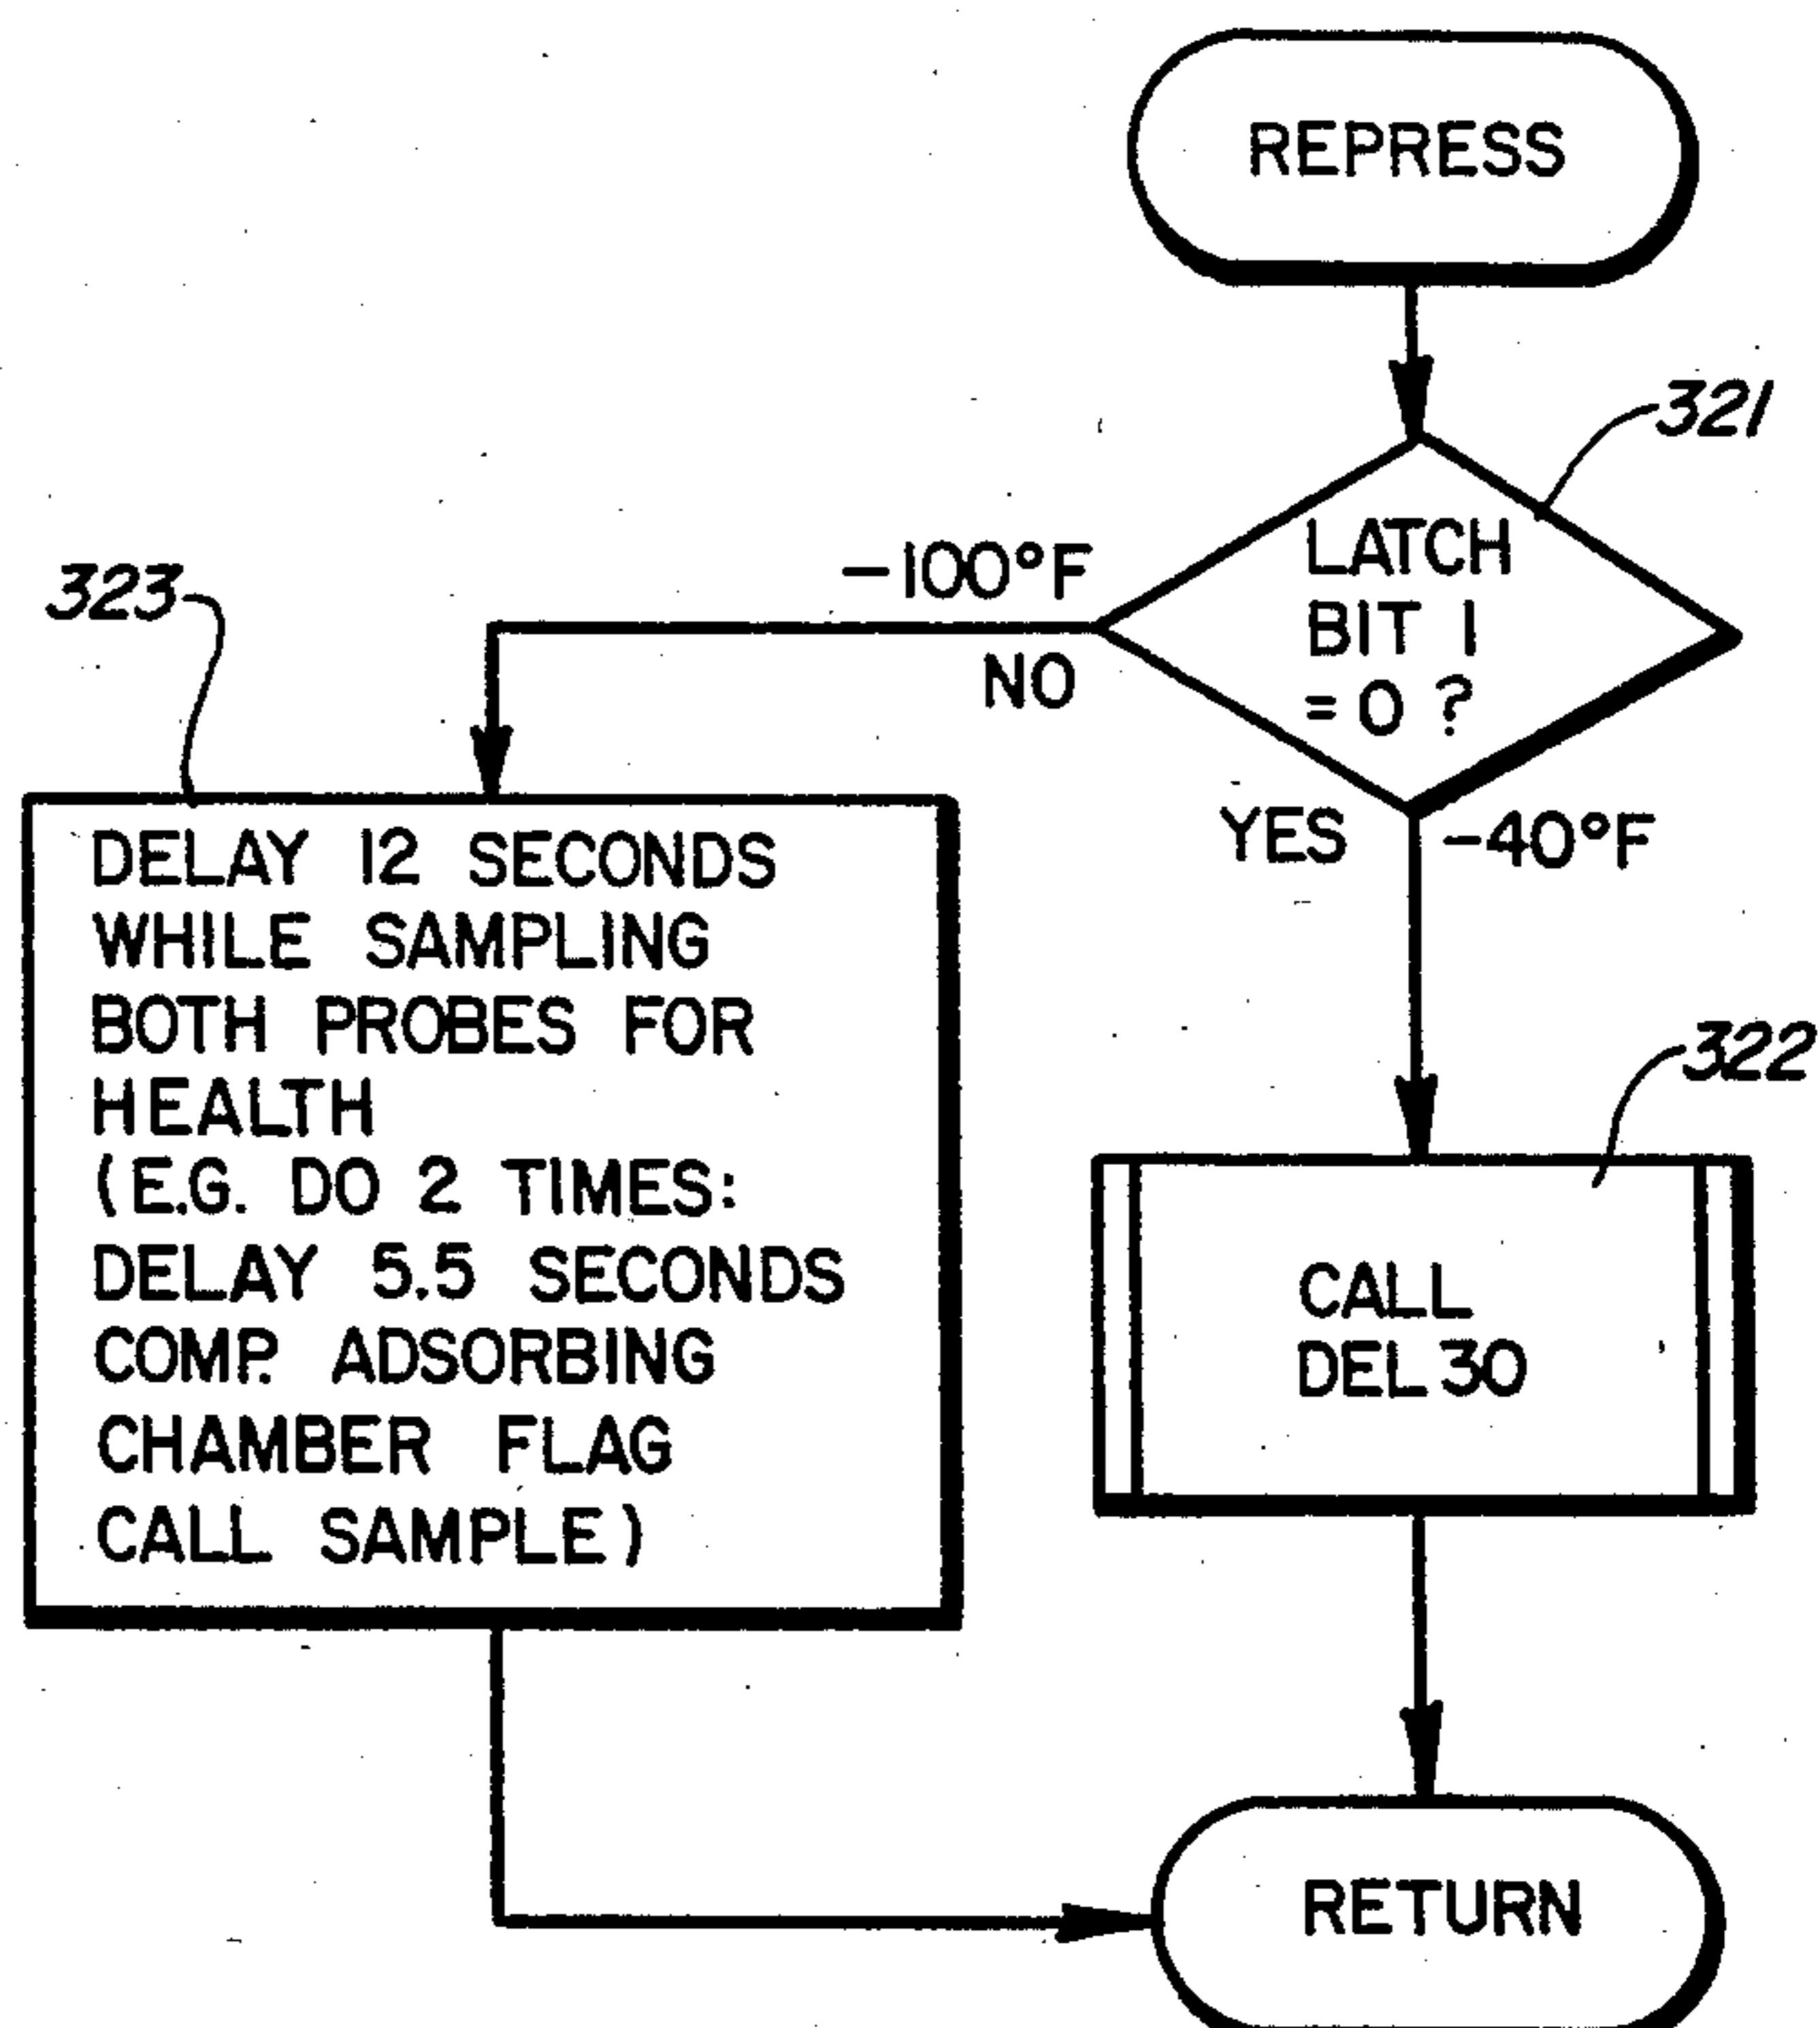 REPRESS
321
LATCH
BIT 1
= 0 ?
-100°F
NO
YES -40°F
323
DELAY 12 SECONDS
WHILE SAMPLING
BOTH PROBES FOR
HEALTH
(E.G. DO 2 TIMES:
DELAY 5.5 SECONDS
COMP. ADSORBING
CHAMBER FLAG
CALL SAMPLE)
322
CALL
DEL 30
RETURN